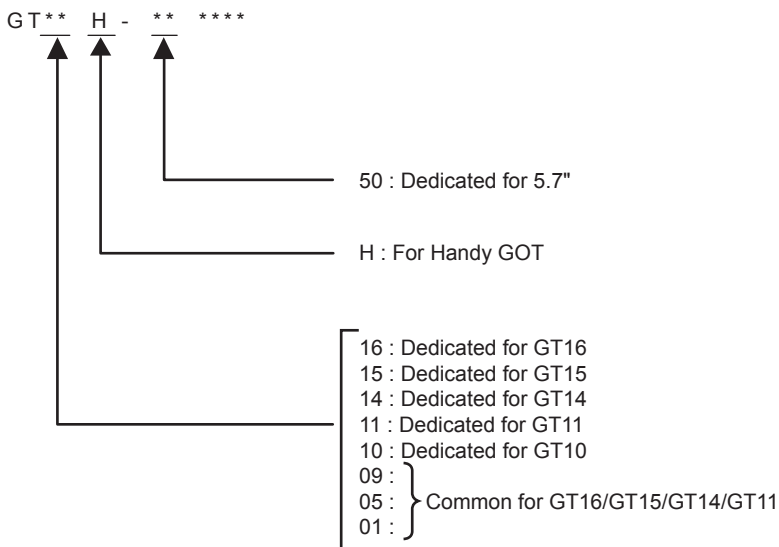 GT** H - ** ****
50 : Dedicated for 5.7"
H : For Handy GOT
16 : Dedicated for GT16
15 : Dedicated for GT15
14 : Dedicated for GT14
11 : Dedicated for GT11
10 : Dedicated for GT10
09 :
05 : Common for GT16/GT15/GT14/GT11
01 :